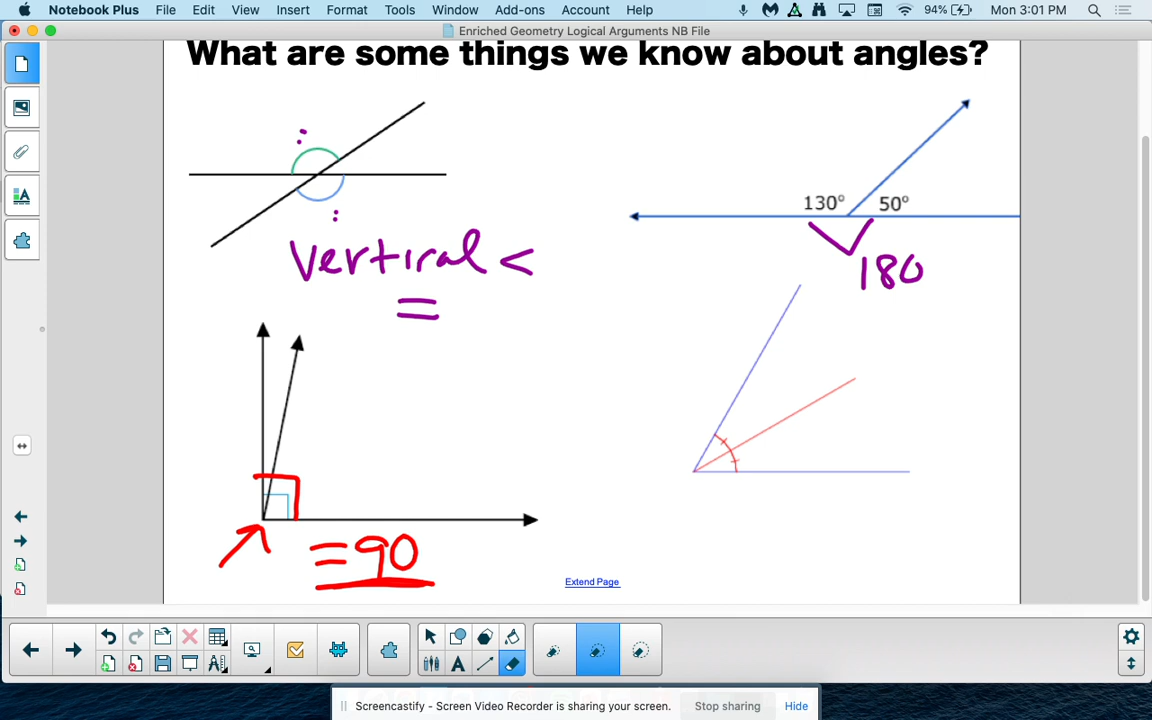 Notebook Plus File Edit View Insert Format Tools Window Add-ons Account Help 94% Mon 3:01 PM
Enriched Geometry Logical Arguments NB File
What are some things we know about angles?
130° 50°
180
vertical <
=
=90
Extend Page
Screencastify - Screen Video Recorder is sharing your screen. Stop sharing Hide